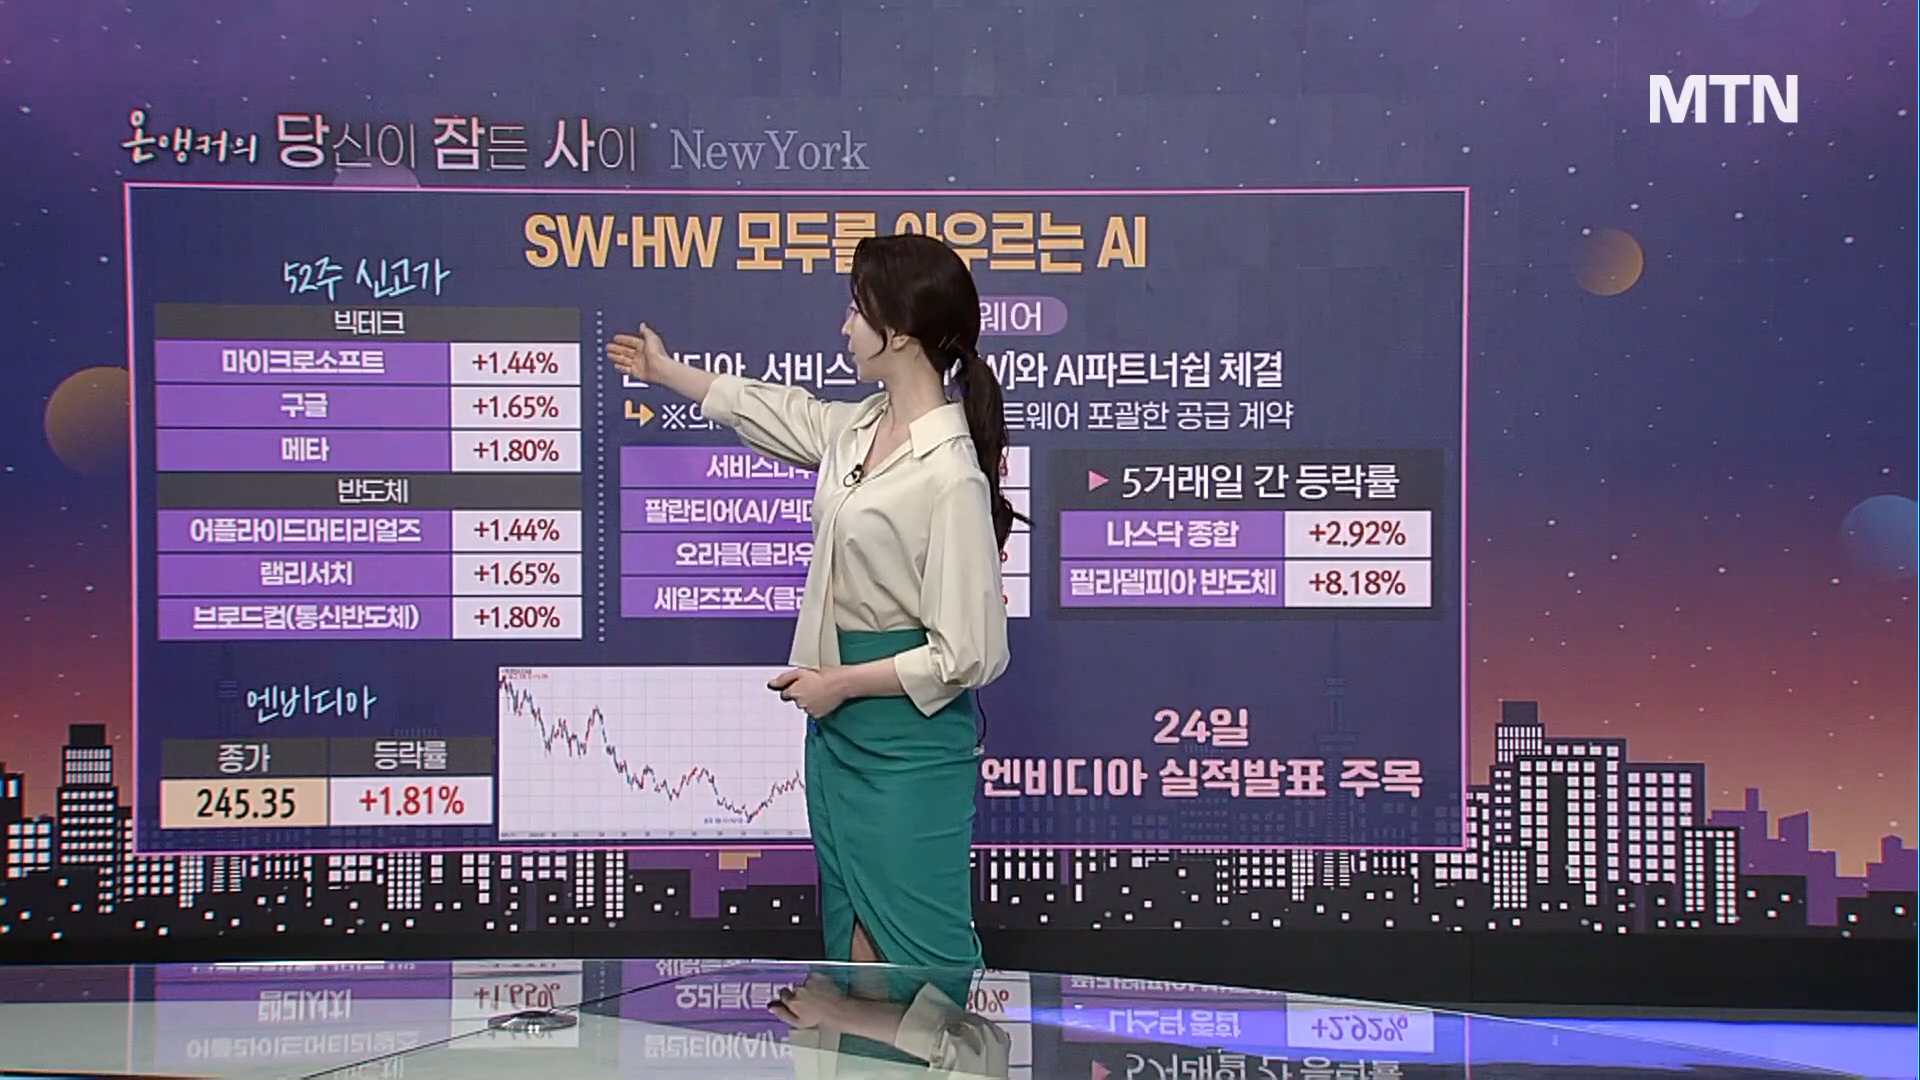 MTN
온앵커의 당신이 잠든 사이 NewYork
SW·HW 모두를 아우르는 AI
52주 신고가
빅테크
마이크로소프트 +1.44%
구글 +1.65%
메타 +1.80%
반도체
어플라이드머티리얼즈 +1.44%
램리서치 +1.65%
브로드컴(통신반도체) +1.80%
웨어
서비스 W]와 AI파트너쉽 체결
↳ ※의 트웨어 포괄한 공급 계약
서비스나우
팔란티어(AI/빅데
오라클(클라우
세일즈포스(클라
▶ 5거래일 간 등락률
나스닥 종합 +2.92%
필라델피아 반도체 +8.18%
엔비디아
종가 등락률
245.35 +1.81%
24일
엔비디아 실적발표 주목